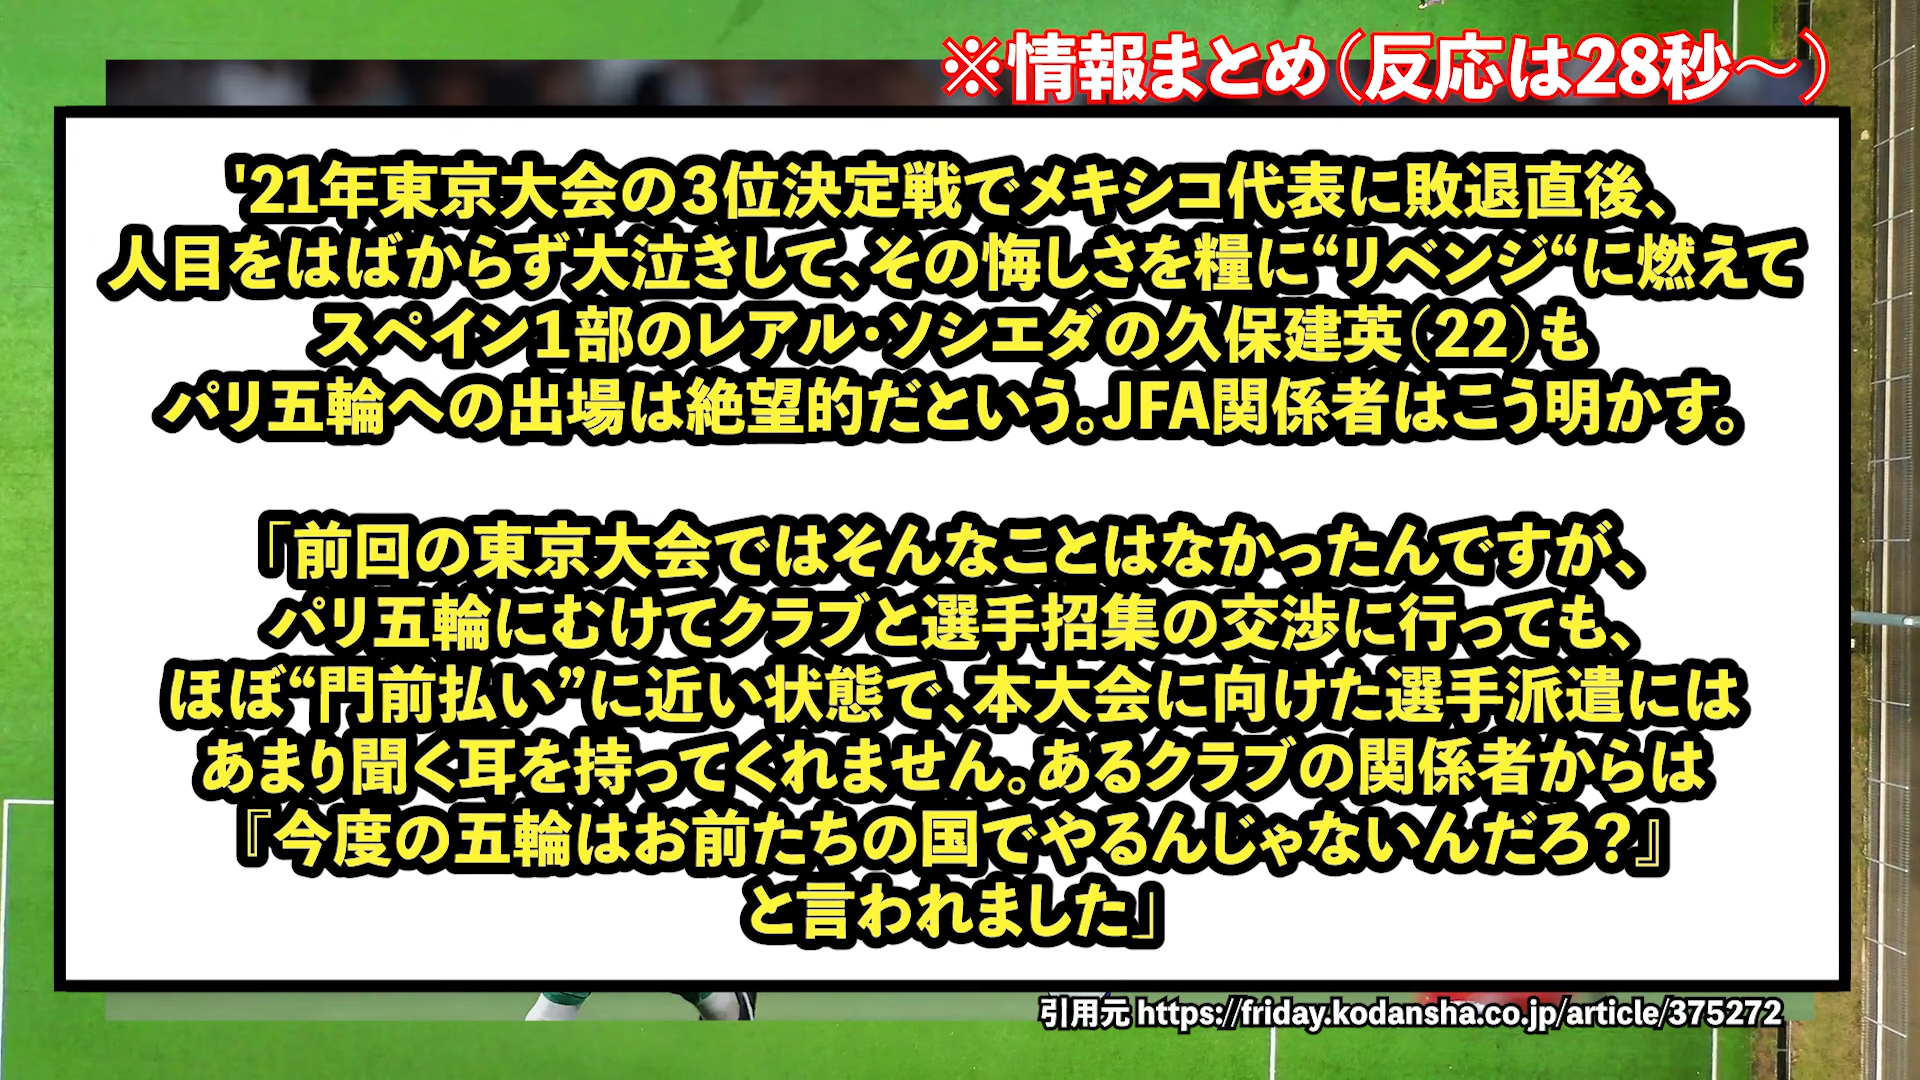 ※情報まとめ（反応は28秒～）
'21年東京大会の3位決定戦でメキシコ代表に敗退直後、
人目をはばからず大泣きして、その悔しさを糧に“リベンジ“に燃えて
スペイン1部のレアル・ソシエダの久保建英（22）も
パリ五輪への出場は絶望的だという。JFA関係者はこう明かす。
「前回の東京大会ではそんなことはなかったんですが、
パリ五輪にむけてクラブと選手招集の交渉に行っても、
ほぼ“門前払い”に近い状態で、本大会に向けた選手派遣には
あまり聞く耳を持ってくれません。あるクラブの関係者からは
『今度の五輪はお前たちの国でやるんじゃないんだろ？』
と言われました」
引用元 https://friday.kodansha.co.jp/article/375272